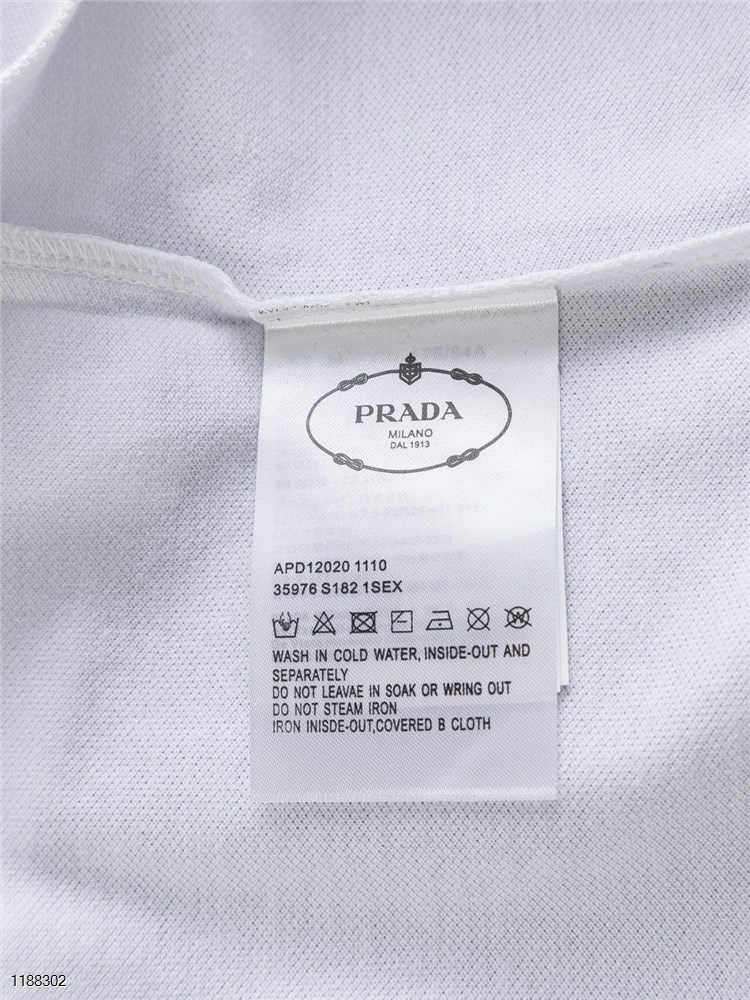 PRADA
MILANO
DAL 1913
APD12020 1110
35976 S182 1SEX
WASH IN COLD WATER, INSIDE-OUT AND
SEPARATELY
DO NOT LEAVAE IN SOAK OR WRING OUT
DO NOT STEAM IRON
IRON INISDE-OUT,COVERED B CLOTH
1188302